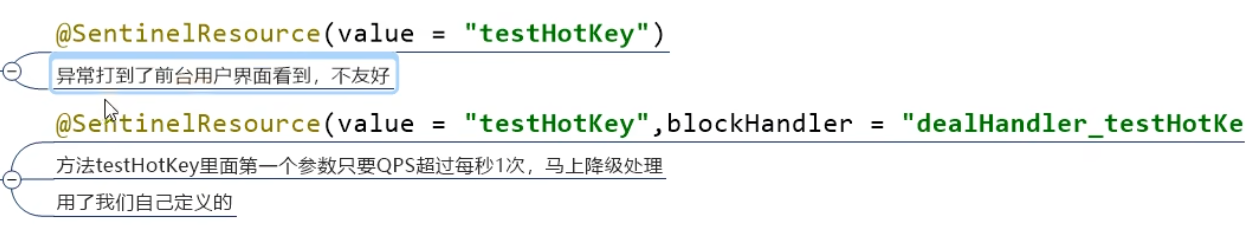 @SentinelResource(value = "testHotKey")
异常打到了前台用户界面看到，不友好
@SentinelResource(value = "testHotKey",blockHandler = "dealHandler_testHotKe
方法testHotKey里面第一个参数只要QPS超过每秒1次，马上降级处理
用了我们自己定义的